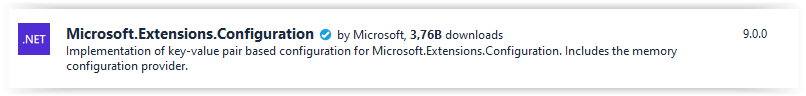 .NET
Microsoft.Extensions.Configuration by Microsoft, 3,76B downloads 9.0.0
Implementation of key-value pair based configuration for Microsoft.Extensions.Configuration. Includes the memory
configuration provider.